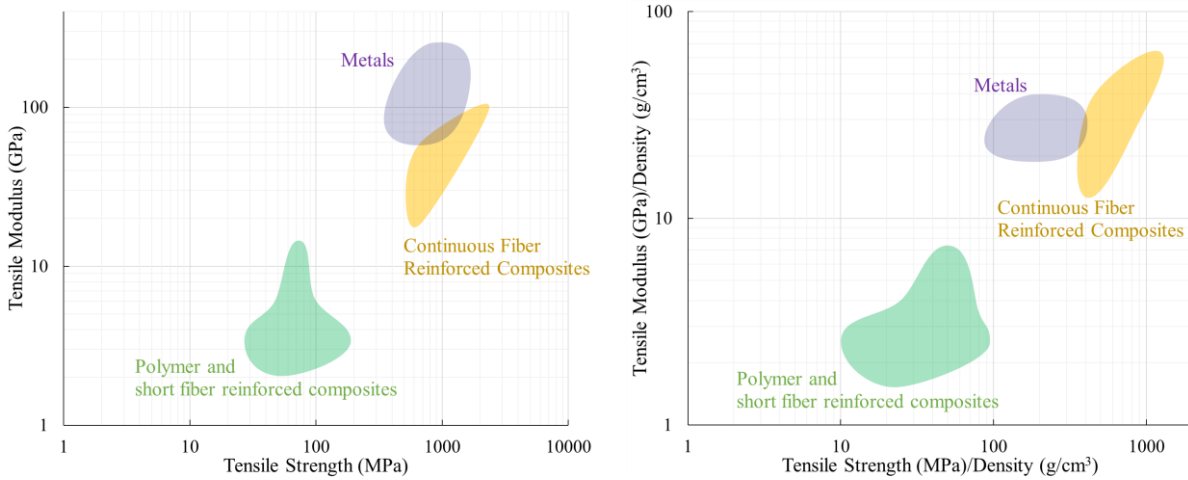 Metals
100
10
1
Tensile Modulus (GPa)
Continuous Fiber
Reinforced Composites
Polymer and
short fiber reinforced composites
1
10
100
1000
10000
Tensile Strength (MPa)
100
10
1
Tensile Modulus (GPa)/Density (g/cm³)
Metals
Continuous Fiber
Reinforced Composites
Polymer and
short fiber reinforced composites
1
10
100
1000
Tensile Strength (MPa)/Density (g/cm³)